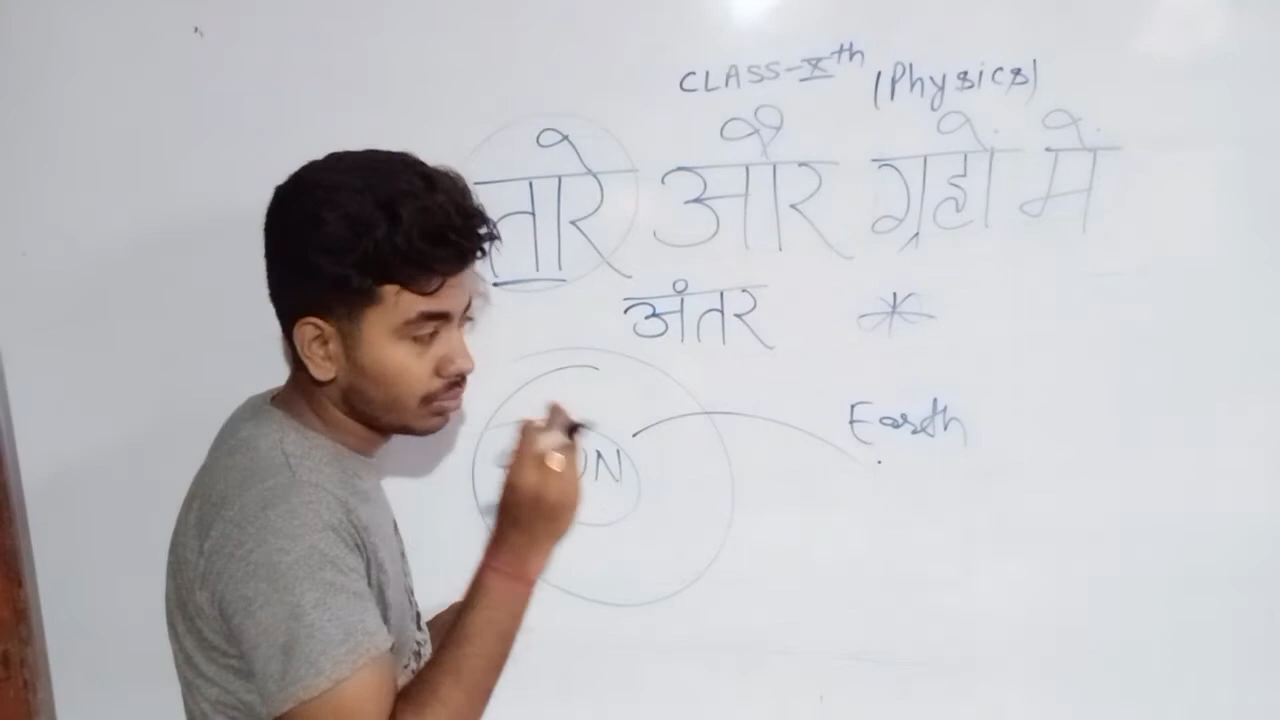 CLASS-Xth (Physics)
तारे और ग्रहों में
अंतर *
Earth